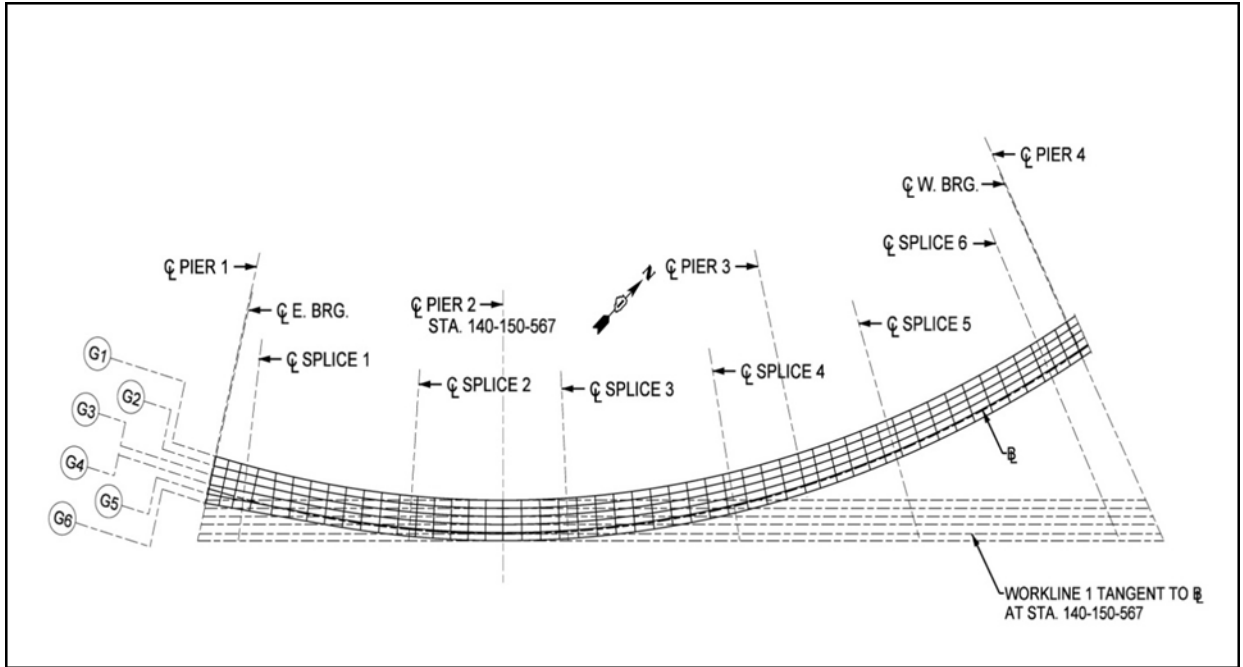 ℄ PIER 4
℄ W. BRG.
℄ SPLICE 6
℄ PIER 1
℄ PIER 3
N
℄ E. BRG.
℄ PIER 2
STA. 140-150-567
℄ SPLICE 5
℄ SPLICE 1
℄ SPLICE 2
℄ SPLICE 3
℄ SPLICE 4
G1
G2
G3
G4
G5
G6
BL
WORKLINE 1 TANGENT TO BL
AT STA. 140-150-567